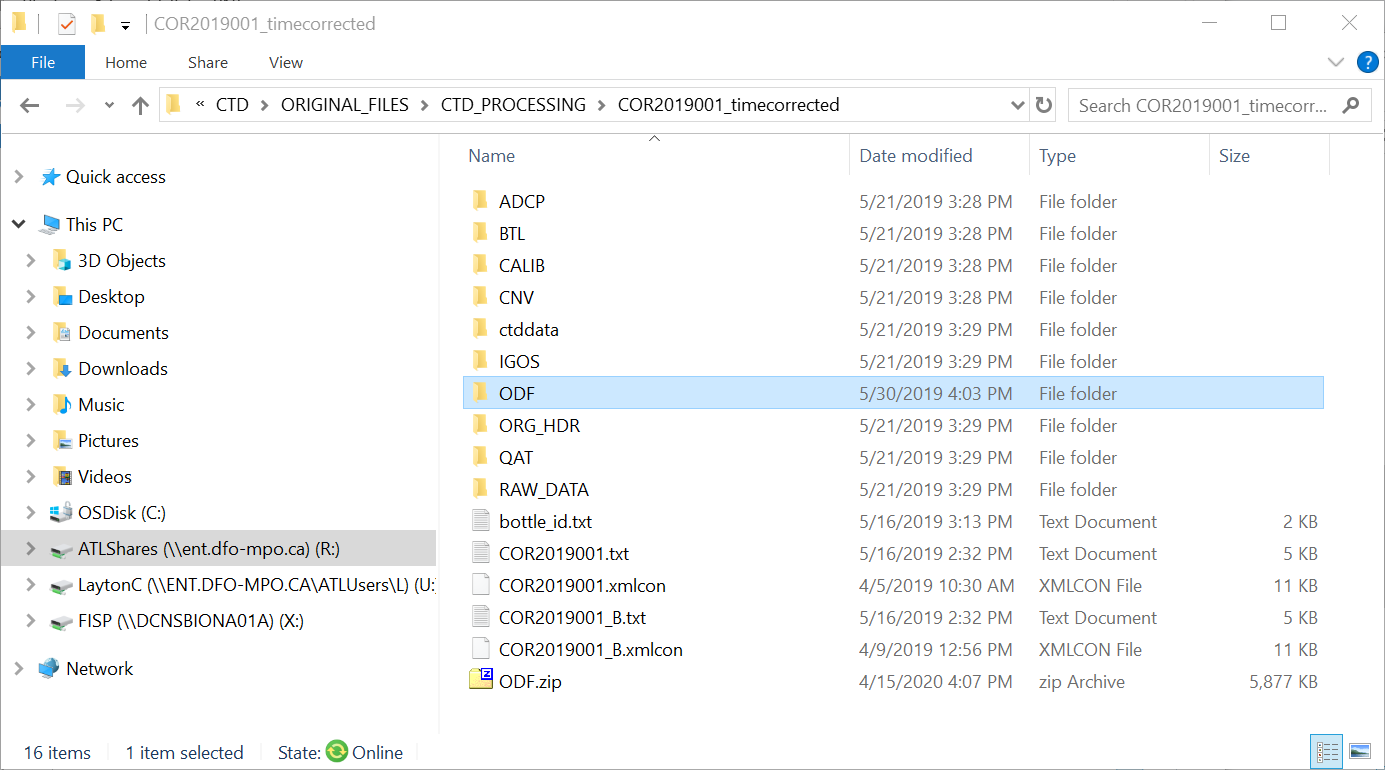 COR2019001_timecorrected
File Home Share View
« CTD > ORIGINAL_FILES > CTD_PROCESSING > COR2019001_timecorrected Search COR2019001_timecorr...
Name Date modified Type Size
Quick access
This PC
3D Objects
Desktop
Documents
Downloads
Music
Pictures
Videos
OSDisk (C:)
ATLShares (\\ent.dfo-mpo.ca) (R:)
LaytonC (\\ENT.DFO-MPO.CA\ATLUsers\L) (U:
FISP (\\DCNSBIONA01A) (X:)
Network
ADCP 5/21/2019 3:28 PM File folder
BTL 5/21/2019 3:28 PM File folder
CALIB 5/21/2019 3:28 PM File folder
CNV 5/21/2019 3:28 PM File folder
ctddata 5/21/2019 3:29 PM File folder
IGOS 5/21/2019 3:29 PM File folder
ODF 5/30/2019 4:03 PM File folder
ORG_HDR 5/21/2019 3:29 PM File folder
QAT 5/21/2019 3:29 PM File folder
RAW_DATA 5/21/2019 3:29 PM File folder
bottle_id.txt 5/16/2019 3:13 PM Text Document 2 KB
COR2019001.txt 5/16/2019 2:32 PM Text Document 5 KB
COR2019001.xmlcon 4/5/2019 10:30 AM XMLCON File 11 KB
COR2019001_B.txt 5/16/2019 2:32 PM Text Document 5 KB
COR2019001_B.xmlcon 4/9/2019 12:56 PM XMLCON File 11 KB
ODF.zip 4/15/2020 4:07 PM zip Archive 5,877 KB
16 items 1 item selected State: Online